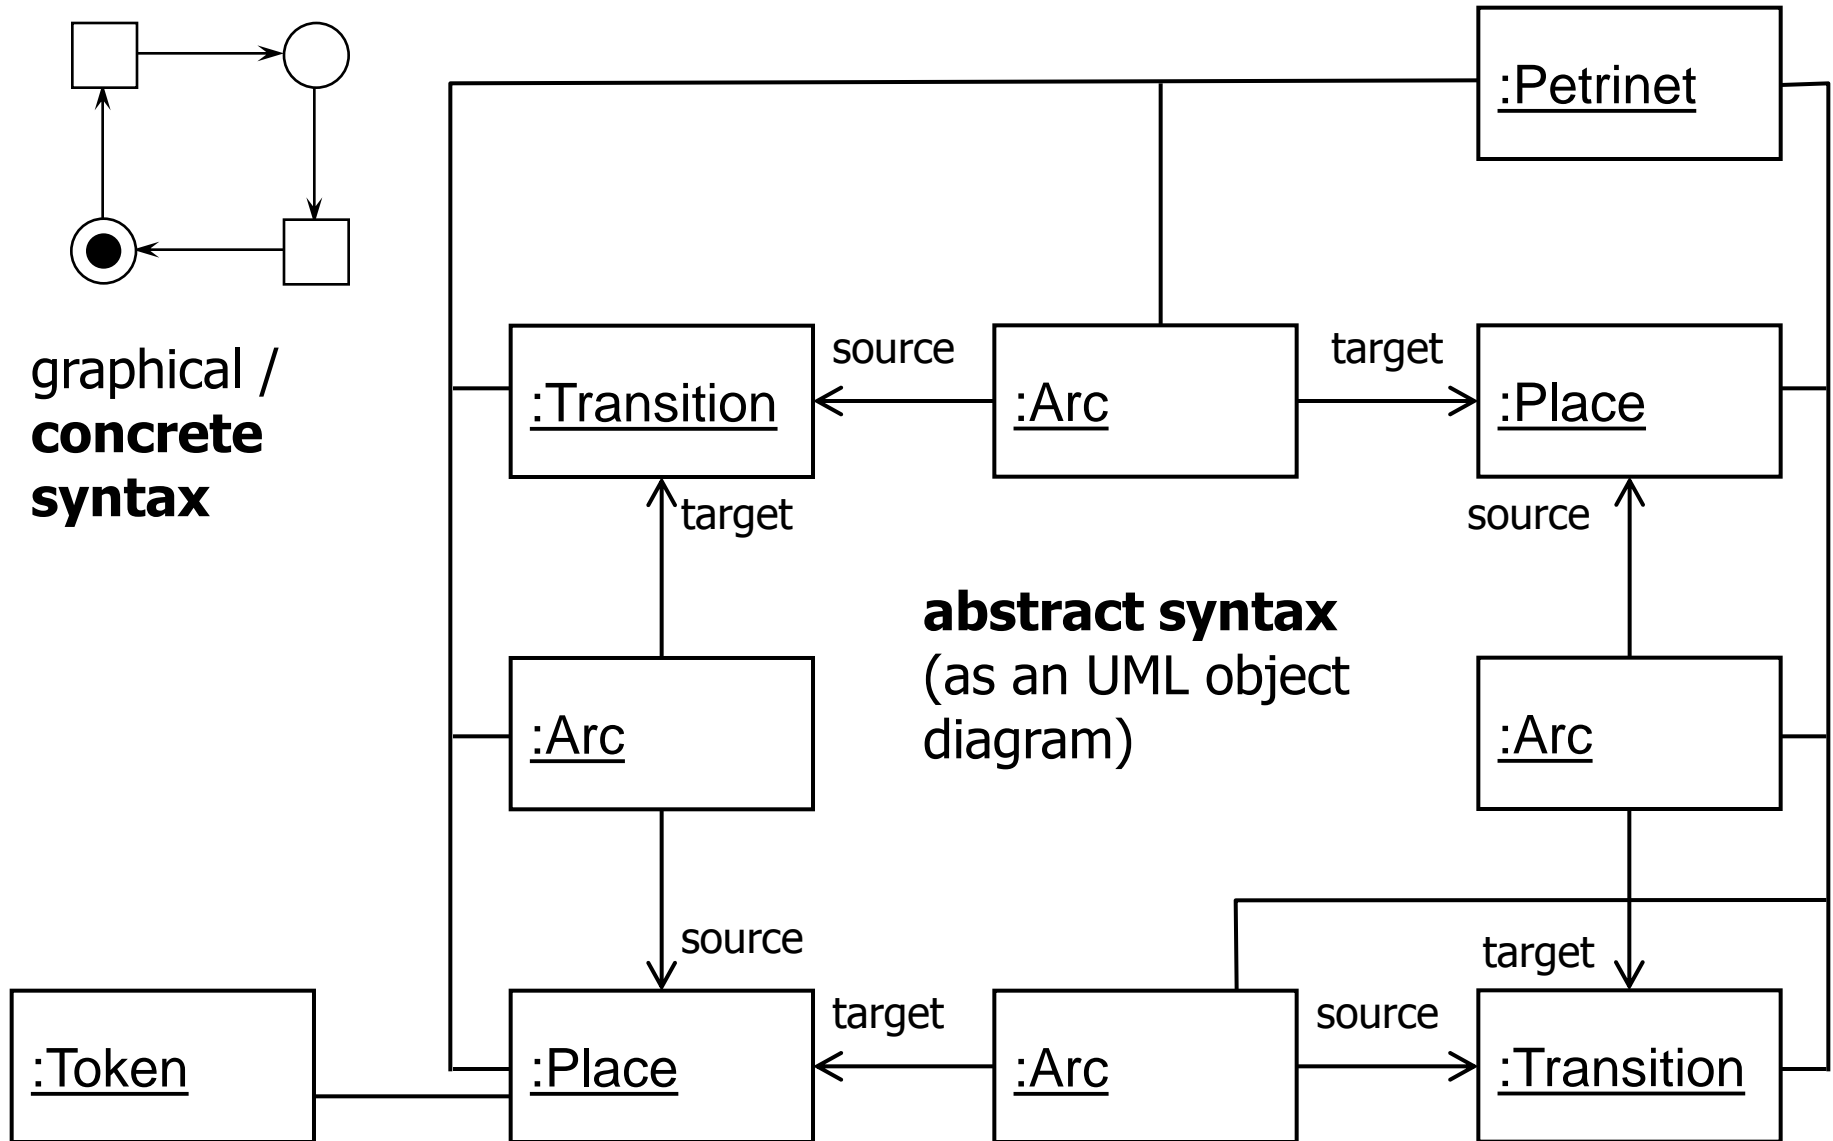 :Petrinet
graphical /
concrete
syntax
:Transition
source
:Arc
target
:Place
target
source
abstract syntax
(as an UML object
diagram)
:Arc
:Arc
source
target
:Token
:Place
target
:Arc
source
:Transition